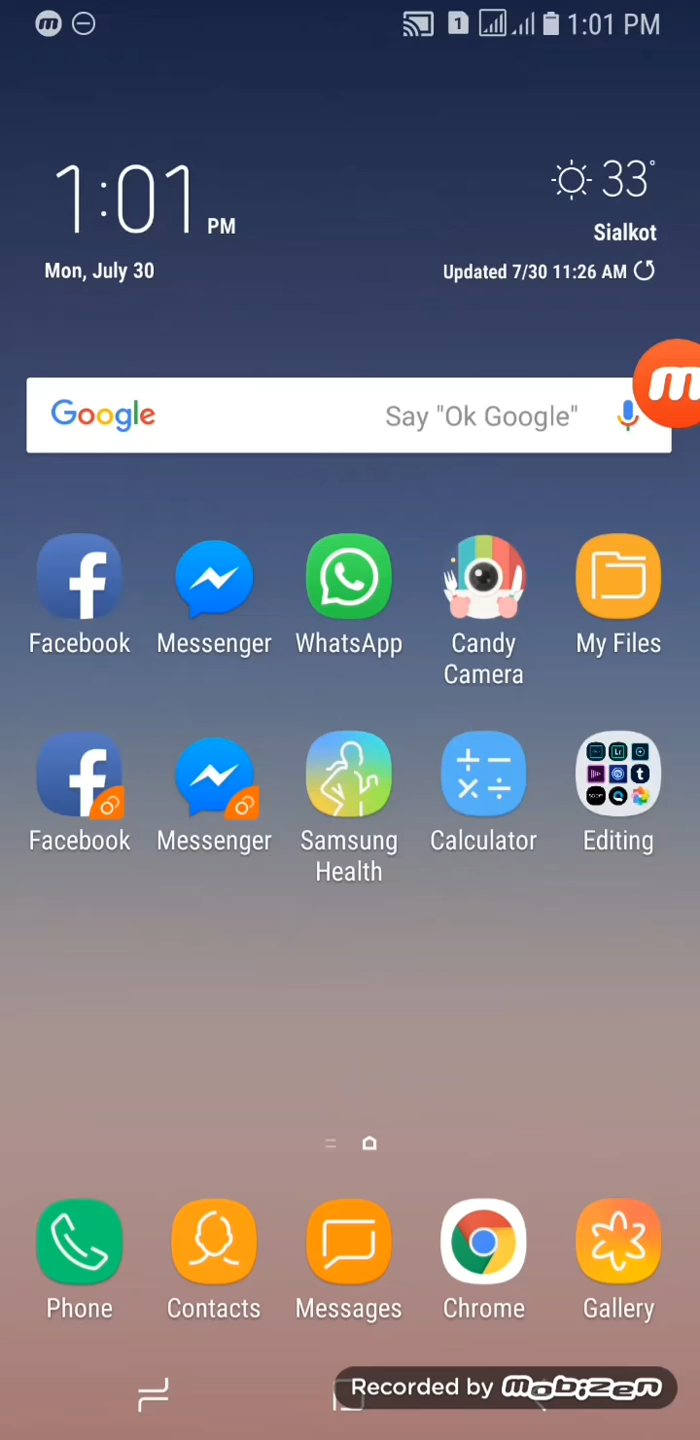 1 1:01 PM
1:01 PM
33°
Sialkot
Mon, July 30
Updated 7/30 11:26 AM
Google Say "Ok Google"
Facebook Messenger WhatsApp Candy Camera My Files
Facebook Messenger Samsung Health Calculator Editing
Phone Contacts Messages Chrome Gallery
Recorded by mobizen